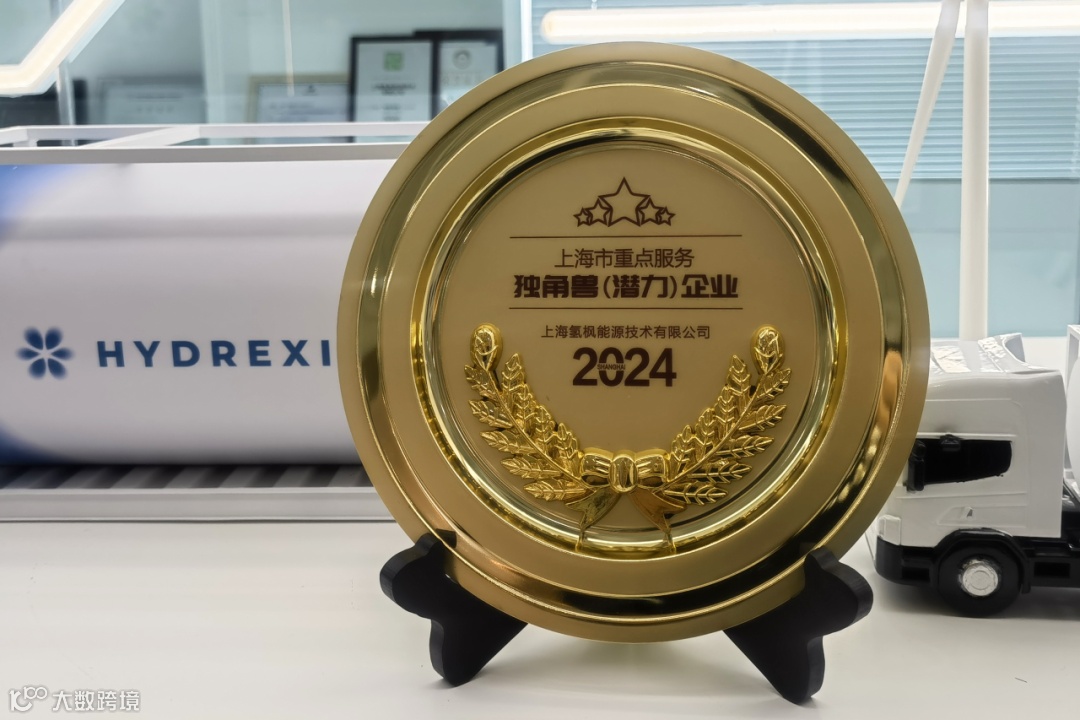 上海市重点服务
独角兽(潜力)企业
上海氢枫能源技术有限公司
2024
SHANGHAI
HYDREXI
大数跨境